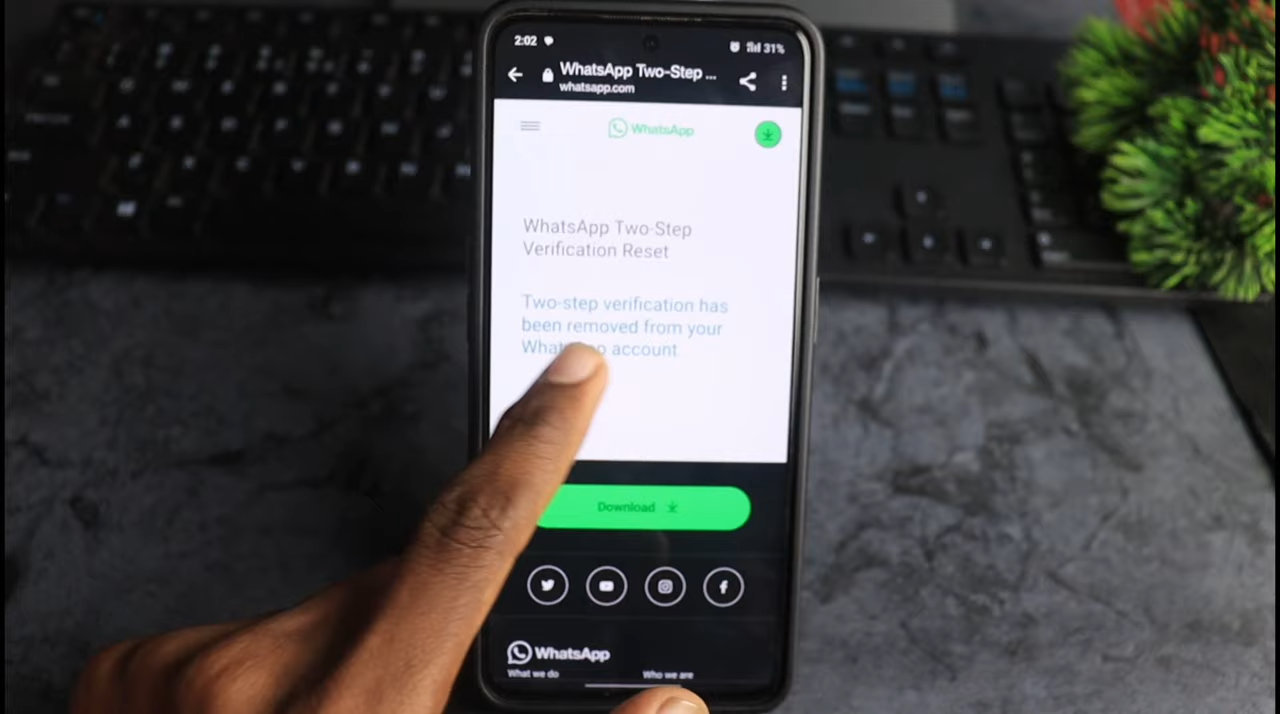 2:02
31%
WhatsApp Two-Step ...
whatsapp.com
WhatsApp
WhatsApp Two-Step
Verification Reset
Two-step verification has
been removed from your
account
Download
WhatsApp
What we do
Who we are